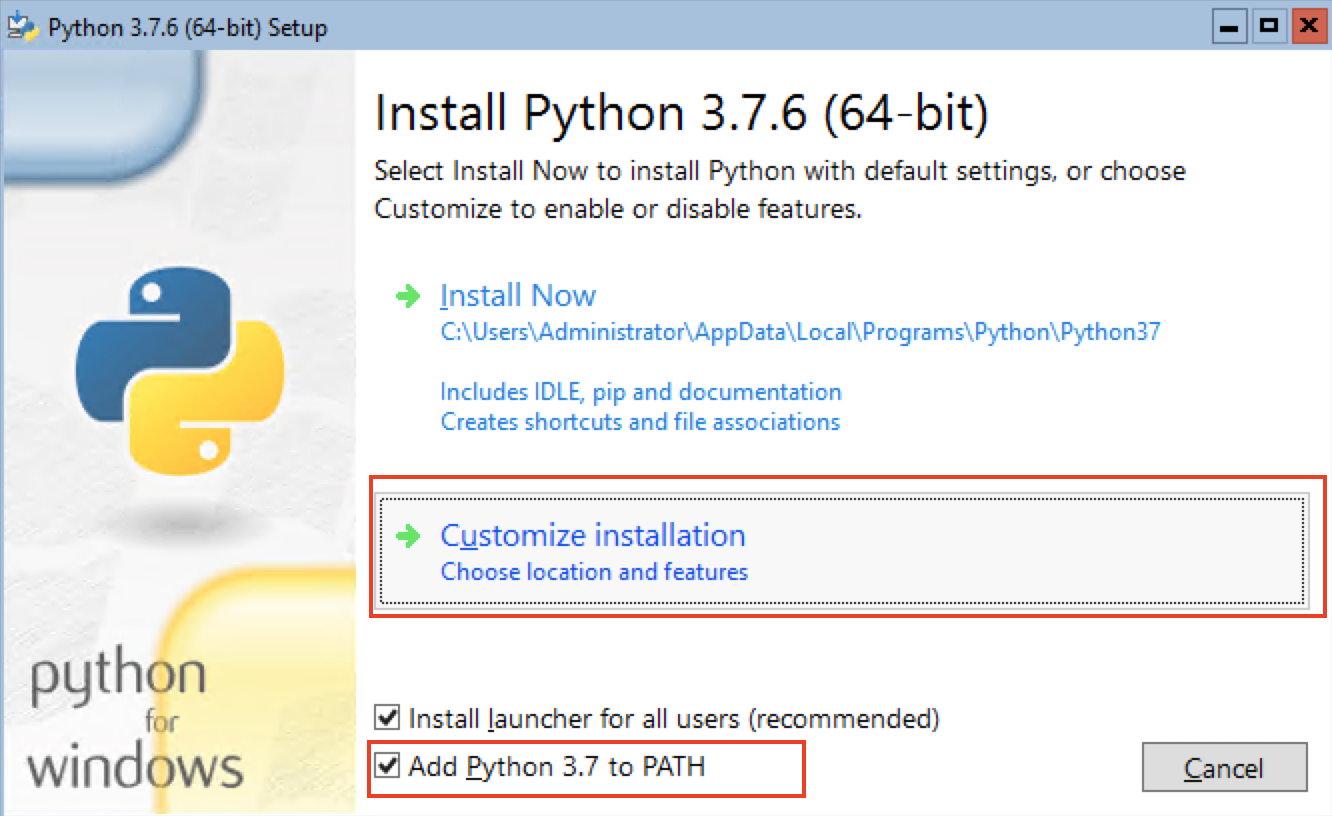 Python 3.7.6 (64-bit) Setup
Install Python 3.7.6 (64-bit)
Select Install Now to install Python with default settings, or choose
Customize to enable or disable features.
Install Now
C:\Users\Administrator\AppData\Local\Programs\Python\Python37
Includes IDLE, pip and documentation
Creates shortcuts and file associations
Customize installation
Choose location and features
python
for
windows
Install launcher for all users (recommended)
Add Python 3.7 to PATH
Cancel